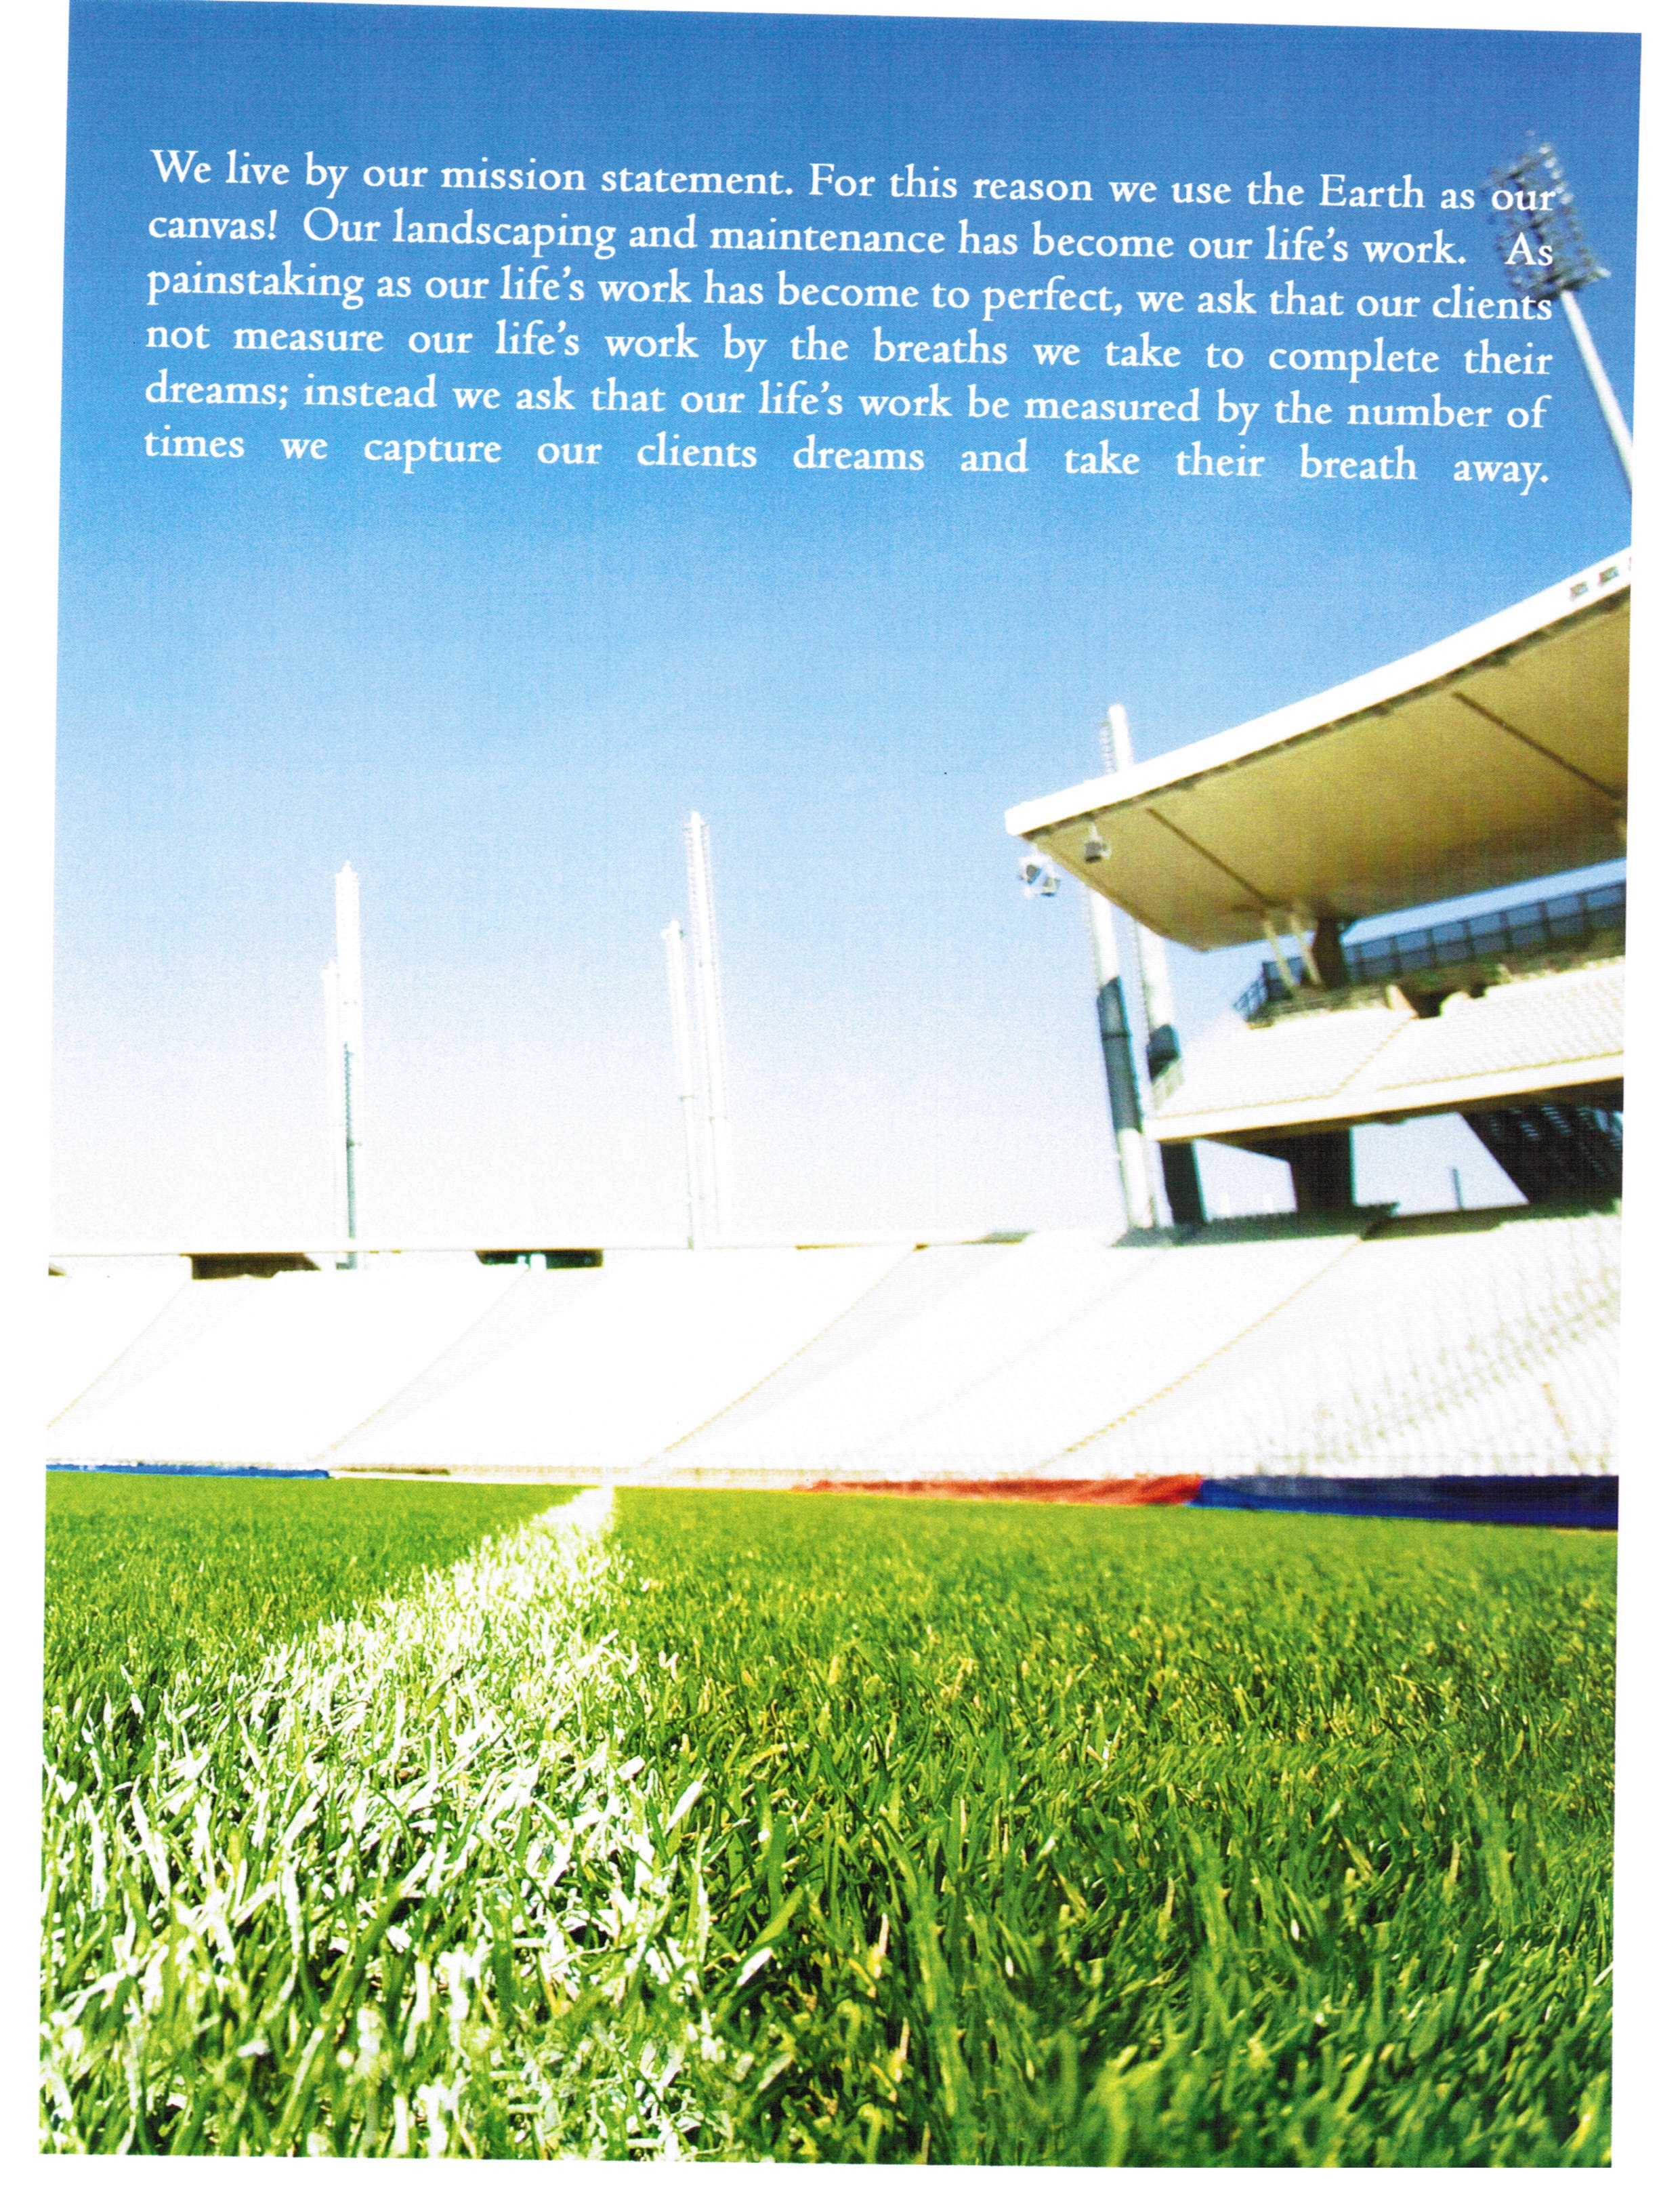 We live by our mission statement. For this reason we use the Earth as our
canvas! Our landscaping and maintenance has become our life's work. As
painstaking as our life's work has become to perfect, we ask that our clients
not measure our life's work by the breaths we take to complete their
dreams; instead we ask that our life's work be measured by the number of
times we capture our clients dreams and take their breath away.